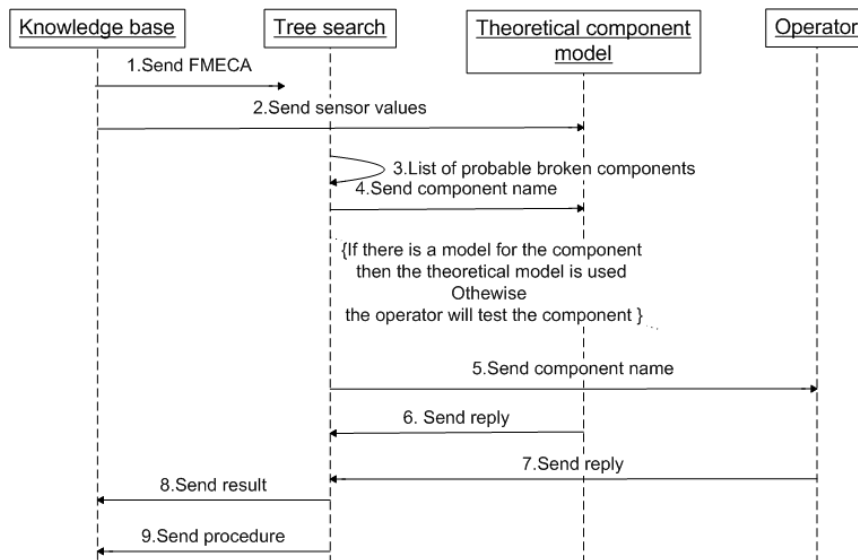 Knowledge base
Tree search
Theoretical component
model
Operator
1.Send FMECA
2.Send sensor values
3.List of probable broken components
4.Send component name
{If there is a model for the component
then the theoretical model is used
Othewise
the operator will test the component }
5.Send component name
6. Send reply
7.Send reply
8.Send result
9.Send procedure